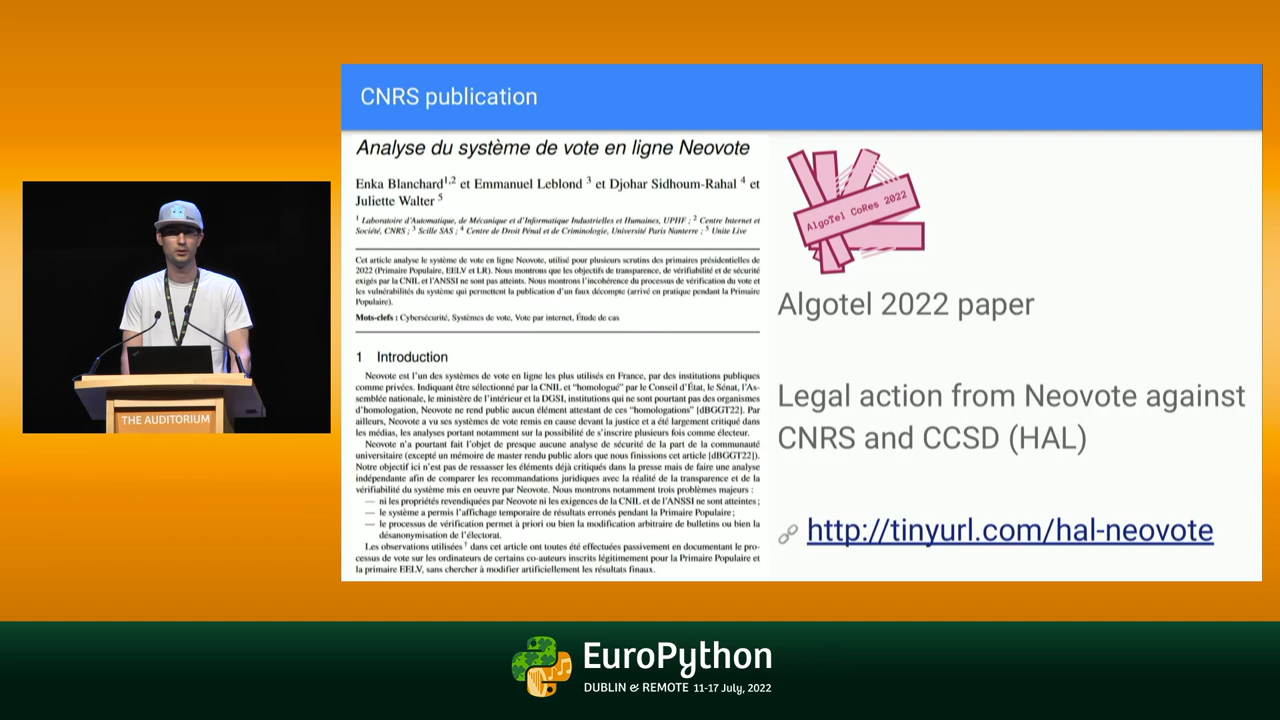 CNRS publication
Analyse du système de vote en ligne Neovote
Enka Blanchard1,2 et Emmanuel Leblond 3 et Djohar Sidhoum-Rahal 4 et
Juliette Walter 5
1 Laboratoire d'Automatique, de Mécanique et d'Informatique Industrielles et Humaines, UPHF ; 2 Centre Internet et
Société, CNRS ; 3 Scille SAS ; 4 Centre de Droit Pénal et de Criminologie, Université Paris Nanterre ; 5 Unite Live
Cet article analyse le système de vote en ligne Neovote, utilisé pour plusieurs scrutins des primaires présidentielles de
2022 (Primaire Populaire, EELV et LR). Nous montrons que les objectifs de transparence, de vérifiabilité et de sécurité
exigés par la CNIL et l'ANSSI ne sont pas atteints. Nous montrons l'incohérence du processus de vérification du vote et
les vulnérabilités du système qui permettent la publication d'un faux décompte (arrivé en pratique pendant la Primaire
Populaire).
Mots-clefs : Cybersécurité, Systèmes de vote, Vote par internet, Étude de cas
1 Introduction
Neovote est l'un des systèmes de vote en ligne les plus utilisés en France, par des institutions publiques
comme privées. Indiquant être sélectionné par la CNIL et "homologué" par le Conseil d'État, le Sénat, l'As-
semblée nationale, le ministère de l'intérieur et la DGSI, institutions qui ne sont pourtant pas des organismes
d'homologation, Neovote ne rend public aucun élément attestant de ces "homologations" [dBGGT22]. Par
ailleurs, Neovote a vu ses systèmes de vote remis en cause devant la justice et a été largement critiqué dans
les médias, les analyses portant notamment sur la possibilité de s'inscrire plusieurs fois comme électeur.
Neovote n'a pourtant fait l'objet de presque aucune analyse de sécurité de la part de la communauté
universitaire (excepté un mémoire de master rendu public alors que nous finissions cet article [dBGGT22]).
Notre objectif ici n'est pas de ressasser les éléments déjà critiqués dans la presse mais de faire une analyse
indépendante afin de comparer les recommandations juridiques avec la réalité de la transparence et de la
vérifiabilité du système mis en oeuvre par Neovote. Nous montrons notamment trois problèmes majeurs :
— ni les propriétés revendiquées par Neovote ni les exigences de la CNIL et de l'ANSSI ne sont atteintes ;
— le système a permis l'affichage temporaire de résultats erronés pendant la Primaire Populaire ;
— le processus de vérification permet à priori ou bien la modification arbitraire de bulletins ou bien la
désanonymisation de l'électorat.
Les observations utilisées † dans cet article ont toutes été effectuées passivement en documentant le pro-
cessus de vote sur les ordinateurs de certains co-auteurs inscrits légitimement pour la Primaire Populaire et
la primaire EELV, sans chercher à modifier artificiellement les résultats finaux.
AlgoTel CoRes 2022
Algotel 2022 paper
Legal action from Neovote against
CNRS and CCSD (HAL)
http://tinyurl.com/hal-neovote
THE AUDITORIUM
EuroPython
DUBLIN & REMOTE 11-17 July, 2022